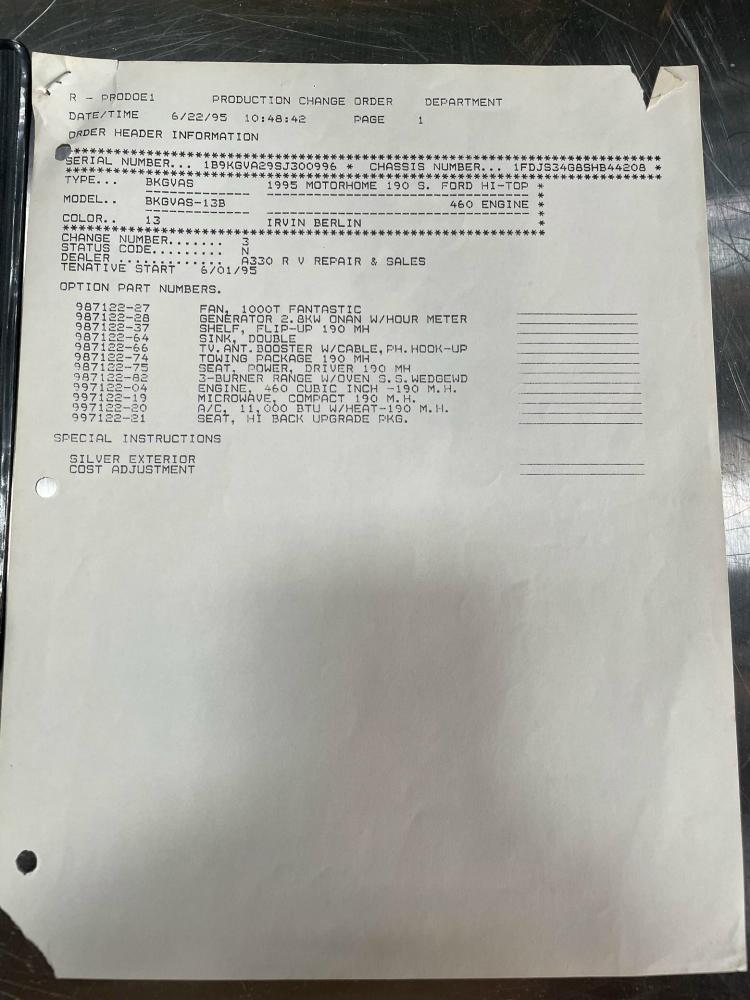 R - PRODOE1 PRODUCTION CHANGE ORDER DEPARTMENT
DATE/TIME 6/22/95 10:48:42 PAGE 1
ORDER HEADER INFORMATION
SERIAL NUMBER... 1B9KGVA29SJ300996 * CHASSIS NUMBER... 1FDJS34G8SHB44208 *
TYPE... BKGVAS 1995 MOTORHOME 190 S. FORD HI-TOP *
MODEL.. BKGVAS-13B 460 ENGINE *
COLOR.. 13 IRVIN BERLIN *
CHANGE NUMBER....... 3
STATUS CODE......... N
DEALER ............. A330 R V REPAIR & SALES
TENATIVE START 6/01/95
OPTION PART NUMBERS.
987122-27 FAN, 1000T FANTASTIC
987122-28 GENERATOR 2.8KW ONAN W/HOUR METER
987122-37 SHELF, FLIP-UP 190 MH
987122-64 SINK, DOUBLE
987122-66 TV.ANT.BOOSTER W/CABLE,PH.HOOK-UP
987122-74 TOWING PACKAGE 190 MH
987122-75 SEAT, POWER, DRIVER 190 MH
987122-82 3-BURNER RANGE W/OVEN S.S.WEDGEWD
997122-04 ENGINE, 460 CUBIC INCH -190 M.H.
997122-19 MICROWAVE, COMPACT 190 M.H.
997122-20 A/C, 11,000 BTU W/HEAT-190 M.H.
997122-21 SEAT, HI BACK UPGRADE PKG.
SPECIAL INSTRUCTIONS
SILVER EXTERIOR
COST ADJUSTMENT